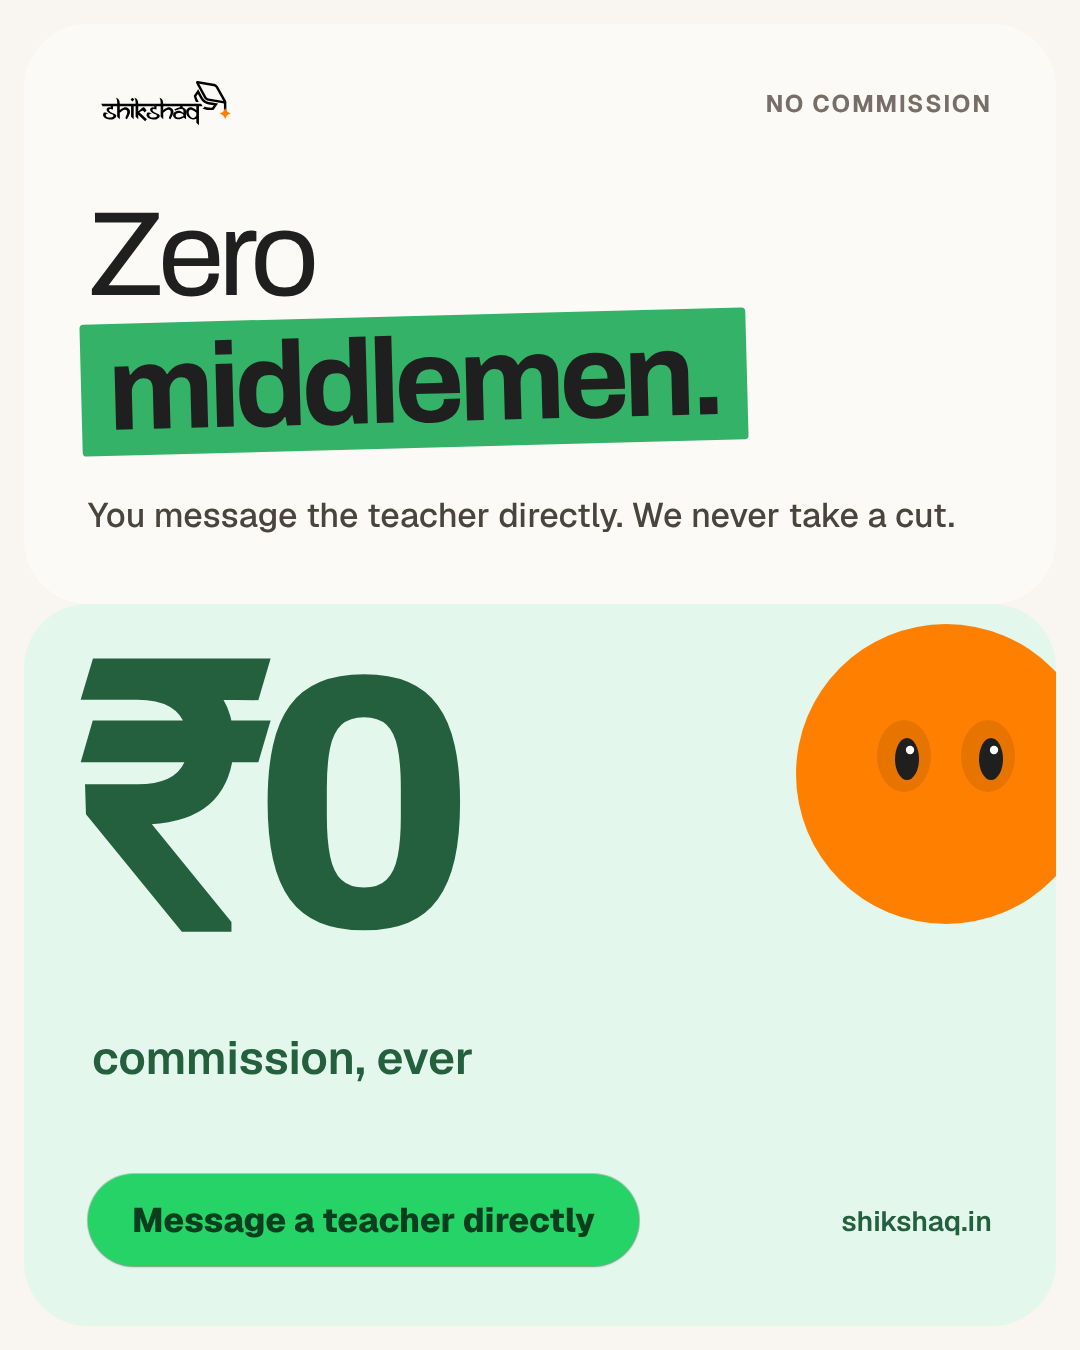 shikshaq
NO COMMISSION
Zero
middlemen.
You message the teacher directly. We never take a cut.
₹0
commission, ever
Message a teacher directly
shikshaq.in